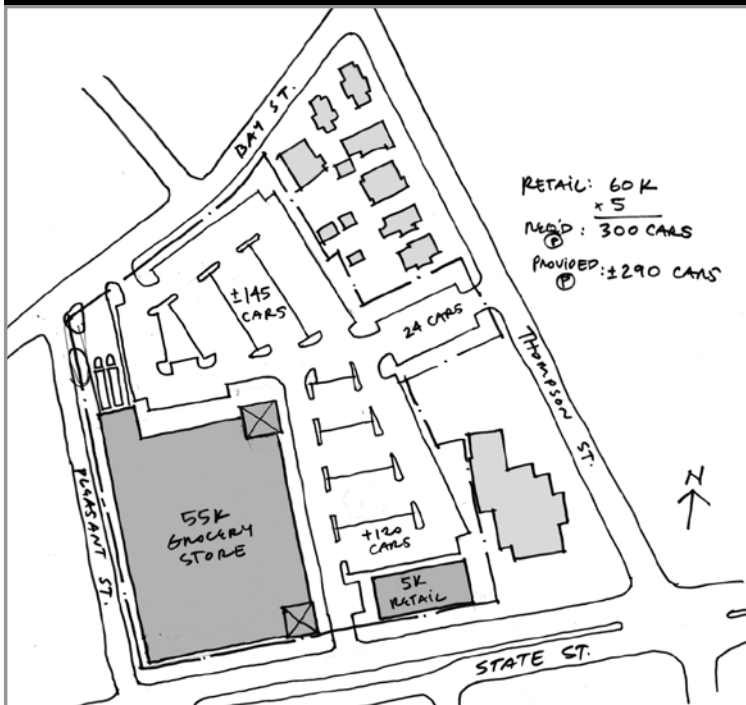 BAY ST.
RETAIL: 60 K
x 5
REQ'D : 300 CARS
P
PROVIDED : ±290 CARS
P
±145
CARS
24 CARS
THOMPSON ST.
N
PLEASANT ST.
55K
GROCERY
STORE
+120
CARS
5K
RETAIL
STATE ST.